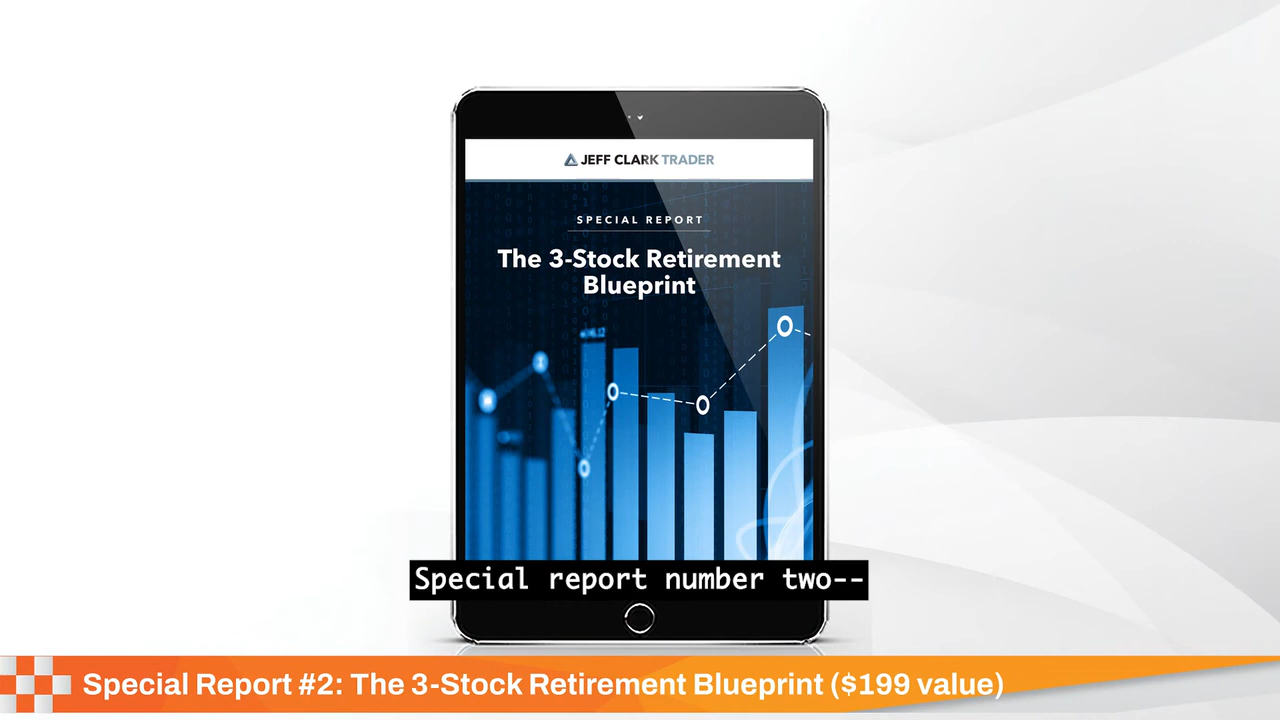 JEFF CLARK TRADER
SPECIAL REPORT
The 3-Stock Retirement
Blueprint
Special report number two--
Special Report #2: The 3-Stock Retirement Blueprint ($199 value)